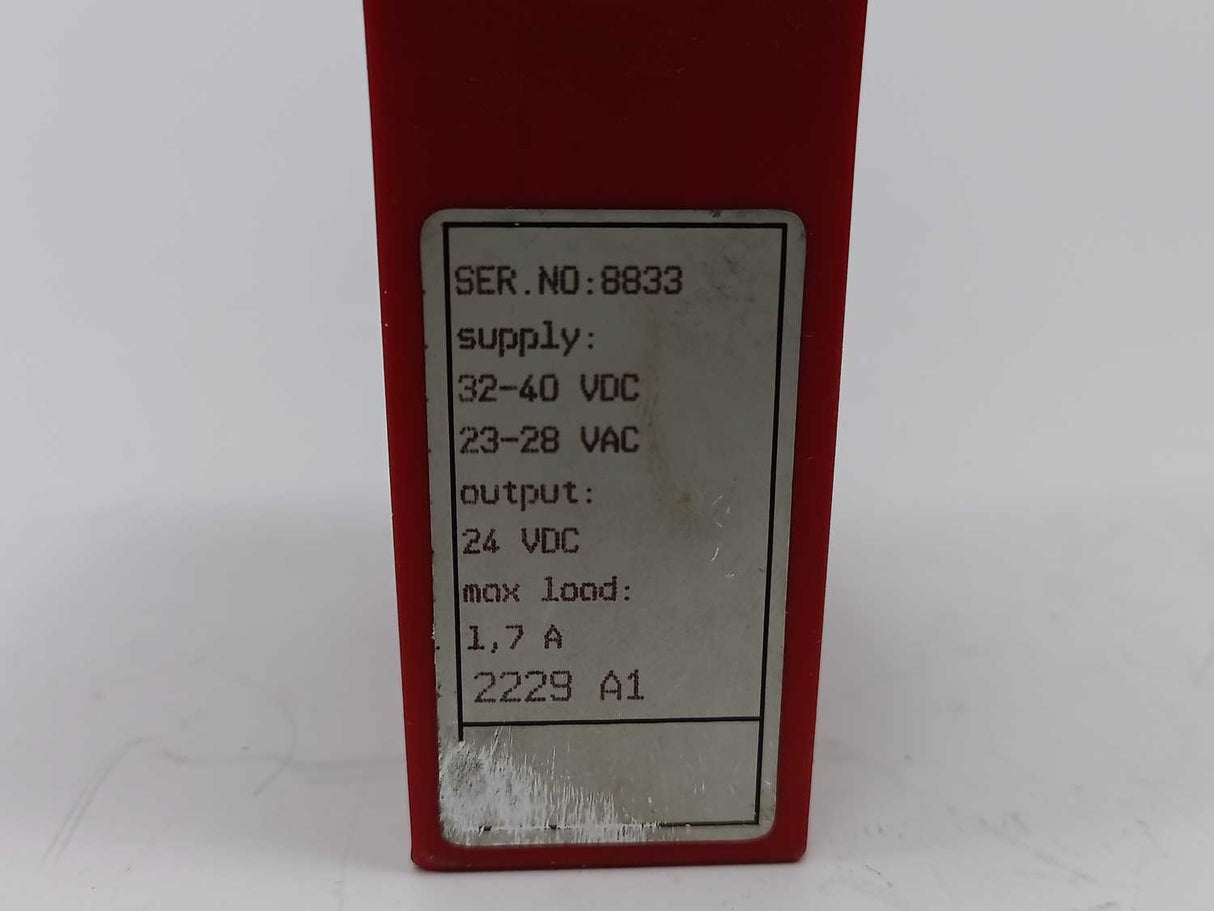 SER.NO:8833
supply:
32-40 VDC
23-28 VAC
output:
24 VDC
max load:
1,7 A
2229 A1